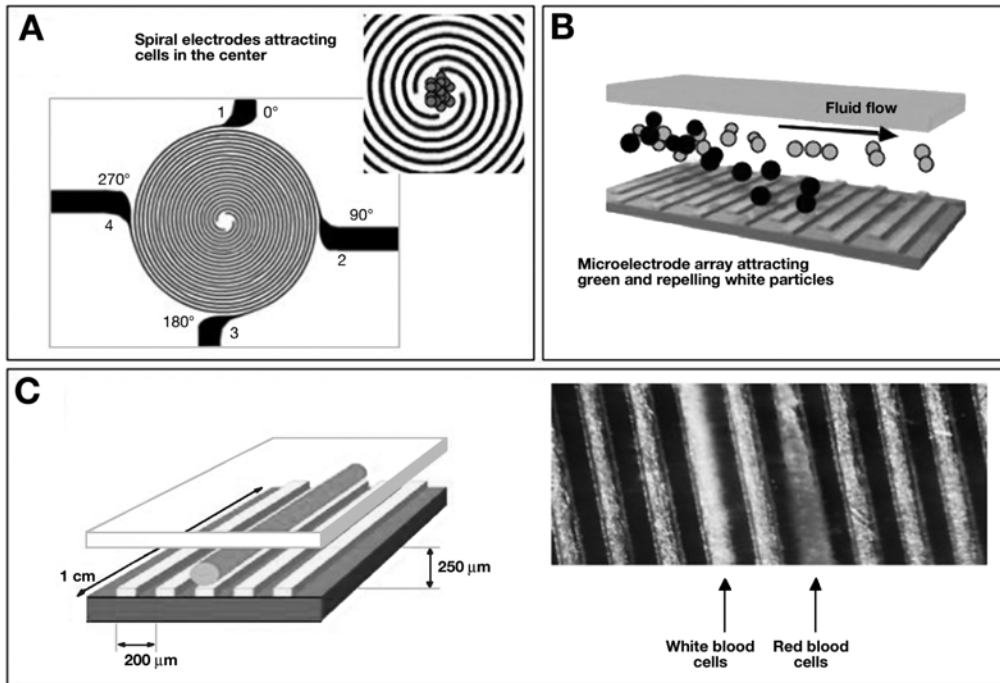 A
Spiral electrodes attracting
cells in the center
1
0°
270°
4
90°
2
180°
3
B
Fluid flow
Microelectrode array attracting
green and repelling white particles
C
1 cm
250 µm
200 µm
White blood
cells
Red blood
cells